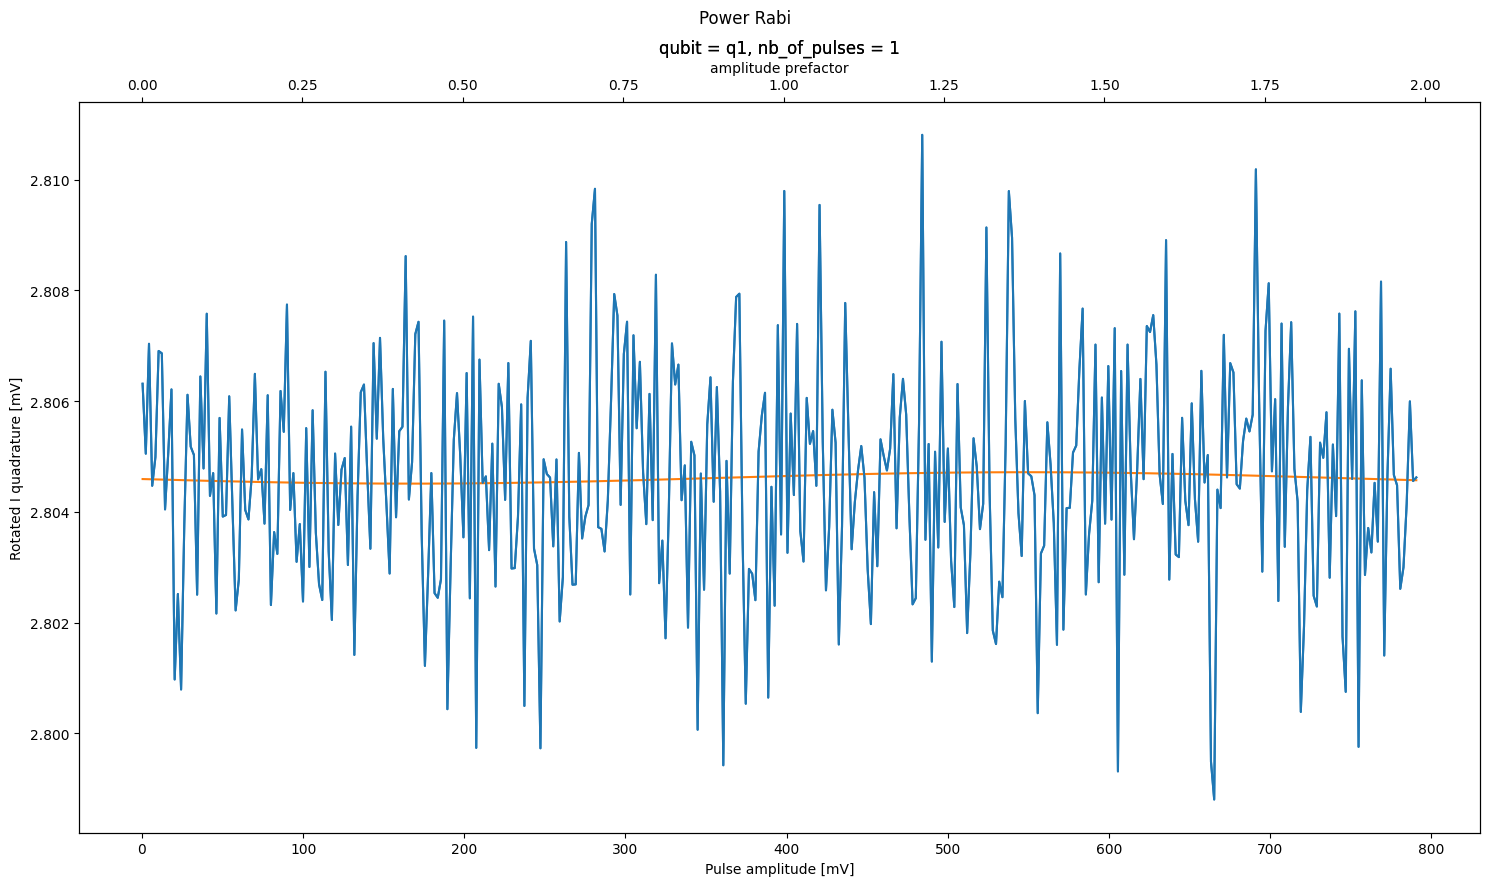 Power Rabi
qubit = q1, nb_of_pulses = 1
amplitude prefactor
0.00 0.25 0.50 0.75 1.00 1.25 1.50 1.75 2.00
2.810
2.808
2.806
2.804
2.802
2.800
Rotated I quadrature [mV]
0 100 200 300 400 500 600 700 800
Pulse amplitude [mV]